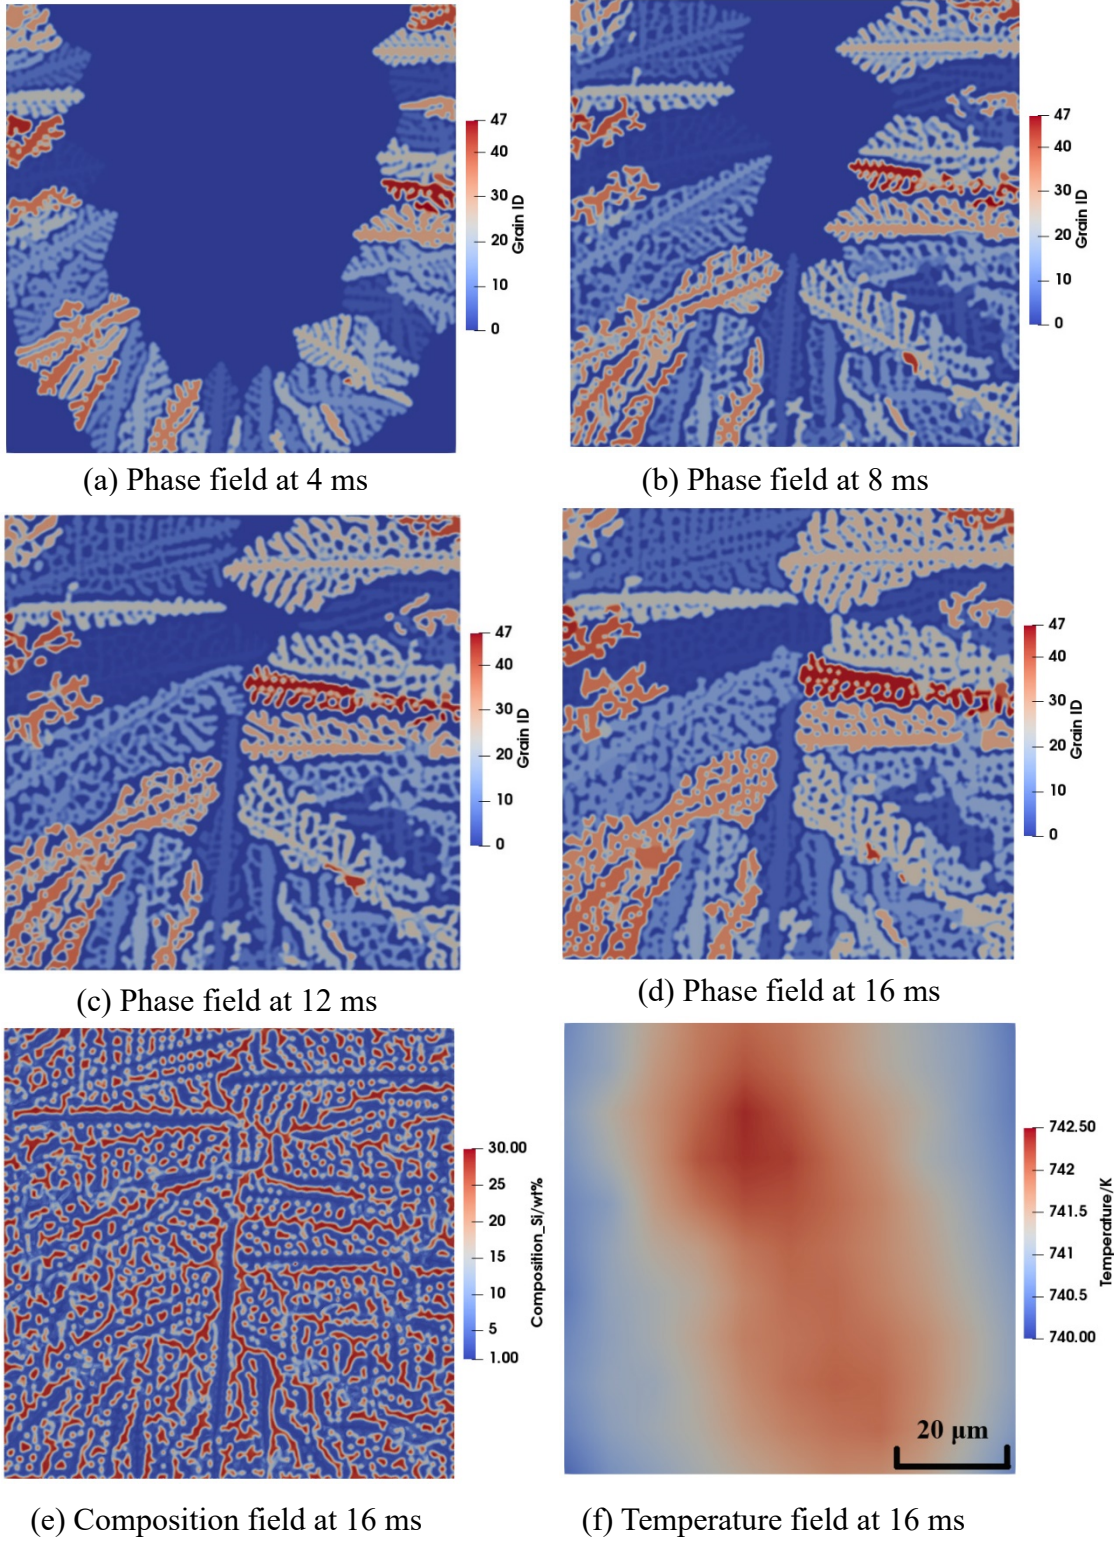 47
40
30
20
10
0
Grain ID
47
40
30
20
10
0
Grain ID
(a) Phase field at 4 ms
(b) Phase field at 8 ms
47
40
30
20
10
0
Grain ID
47
40
30
20
10
0
Grain ID
(c) Phase field at 12 ms
(d) Phase field at 16 ms
30.00
25
20
15
10
5
1.00
Composition_Si/wt%
742.50
742
741.5
741
740.5
740.00
Temperature/K
20 μm
(e) Composition field at 16 ms
(f) Temperature field at 16 ms